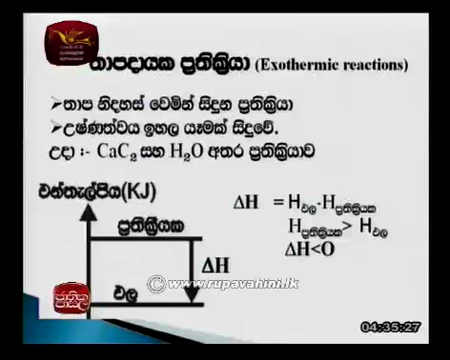 තාපදායක ප්‍රතික්‍රියා (Exothermic reactions)
➢තාප නිදහස් වෙමින් සිදුන ප්‍රතික්‍රියා
➢උෂ්ණත්වය ඉහල යෑමක් සිදුවේ.
උදා :- CaC₂ සහ H₂O අතර ප්‍රතික්‍රියාව
එන්තැල්පිය(KJ)
ΔH = Hඵල-Hප්‍රතික්‍රියක
ප්‍රතික්‍රියක
Hප්‍රතික්‍රියක> Hඵල
ΔH<O
ΔH
© www.rupavahini.lk
ඵල
04:35:27